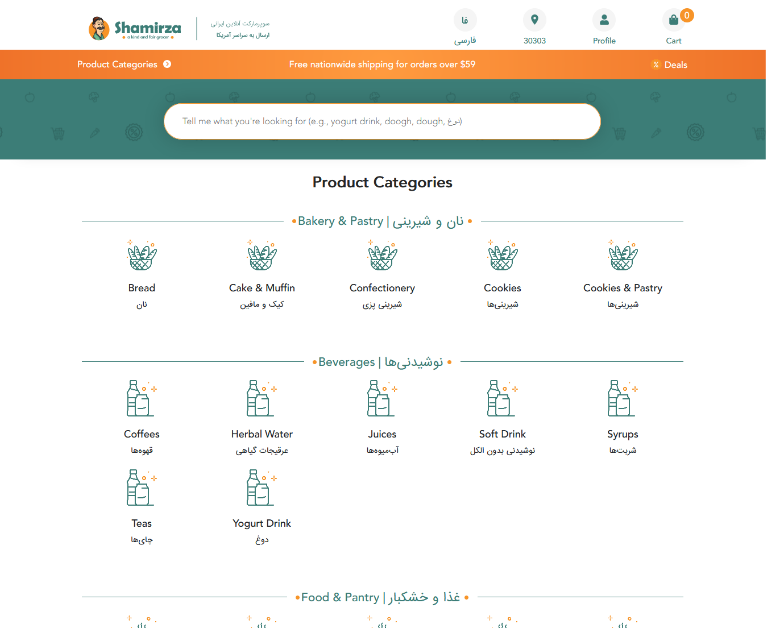 Shamirza
a kind and fair grocer
سوپرمارکت آنلاین ایرانی
ارسال به سراسر آمریکا
فا
فارسی
30303
Profile
0
Cart
Product Categories
Free nationwide shipping for orders over $59
% Deals
Tell me what you're looking for (e.g., yogurt drink, doogh, dough, دوغ)
Product Categories
Bakery & Pastry | نان و شیرینی
Bread
Cake & Muffin
Confectionery
Cookies
Cookies & Pastry
نان
کیک و مافین
شیرینی پزی
شیرینی‌ها
شیرینی‌ها
Beverages | نوشیدنی‌ها
Coffees
Herbal Water
Juices
Soft Drink
Syrups
قهوه‌ها
عرقیجات گیاهی
آب‌میوه‌ها
نوشیدنی بدون الکل
شربت‌ها
Teas
Yogurt Drink
چای‌ها
دوغ
Food & Pantry | غذا و خشکبار